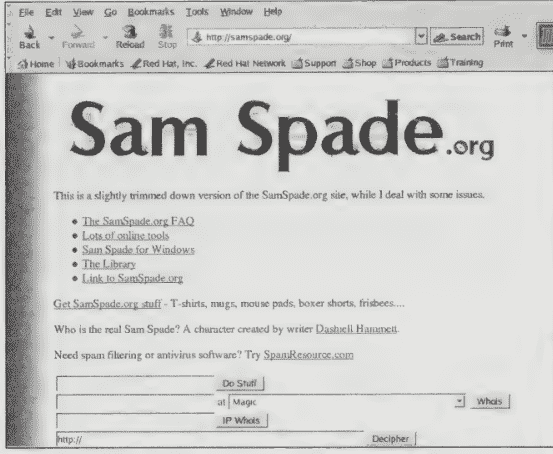 File Edit View Go Bookmarks Tools Window Help
Back Forward Reload Stop http://samspade.org/ Search Print
Home Bookmarks Red Hat, Inc. Red Hat Network Support Shop Products Training
Sam Spade.org
This is a slightly trimmed down version of the SamSpade.org site, while I deal with some issues.
The SamSpade.org FAQ
Lots of online tools
Sam Spade for Windows
The Library
Link to SamSpade.org
Get SamSpade.org stuff - T-shirts, mugs, mouse pads, boxer shorts, frisbees....
Who is the real Sam Spade? A character created by writer Dashiell Hammett.
Need spam filtering or antivirus software? Try SpamResource.com
Do Stuff
at Magic Whois
IP Whois
http:// Decipher